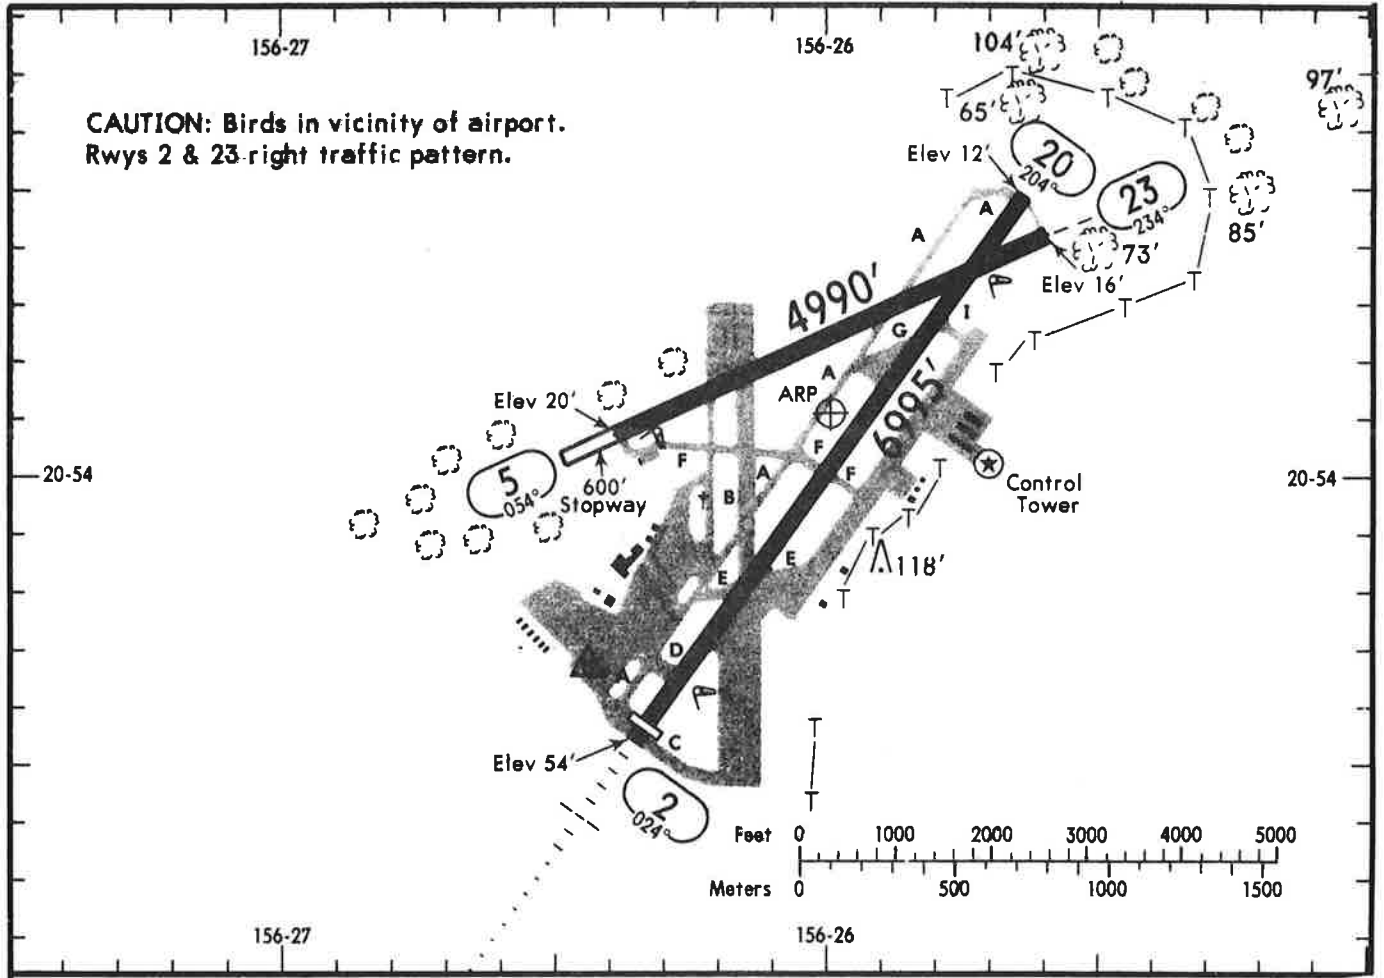 156-27
156-26
104'
97'
65'
CAUTION: Birds in vicinity of airport.
Rwys 2 & 23 right traffic pattern.
Elev 12'
20
204°
23
234°
A
A
85'
73'
Elev 16'
4990'
I
G
A
ARP
6995'
Elev 20'
F
F
A
F
5
054°
600'
Stopway
B
20-54
20-54
Control
Tower
E
E
118'
D
A
C
Elev 54'
2
024°
Feet 0 1000 2000 3000 4000 5000
Meters 0 500 1000 1500
156-27
156-26